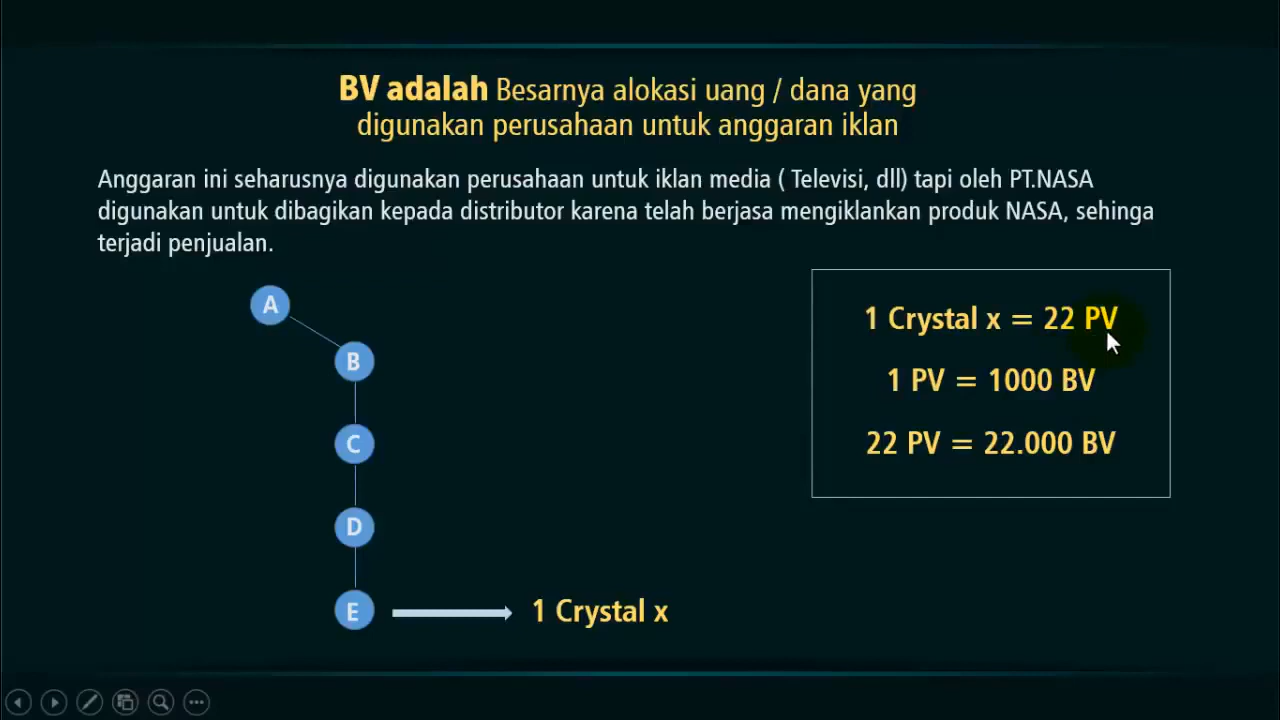 BV adalah Besarnya alokasi uang / dana yang
digunakan perusahaan untuk anggaran iklan
Anggaran ini seharusnya digunakan perusahaan untuk iklan media ( Televisi, dll) tapi oleh PT.NASA
digunakan untuk dibagikan kepada distributor karena telah berjasa mengiklankan produk NASA, sehinga
terjadi penjualan.
A
B
C
D
E
1 Crystal x
1 Crystal x = 22 PV
1 PV = 1000 BV
22 PV = 22.000 BV